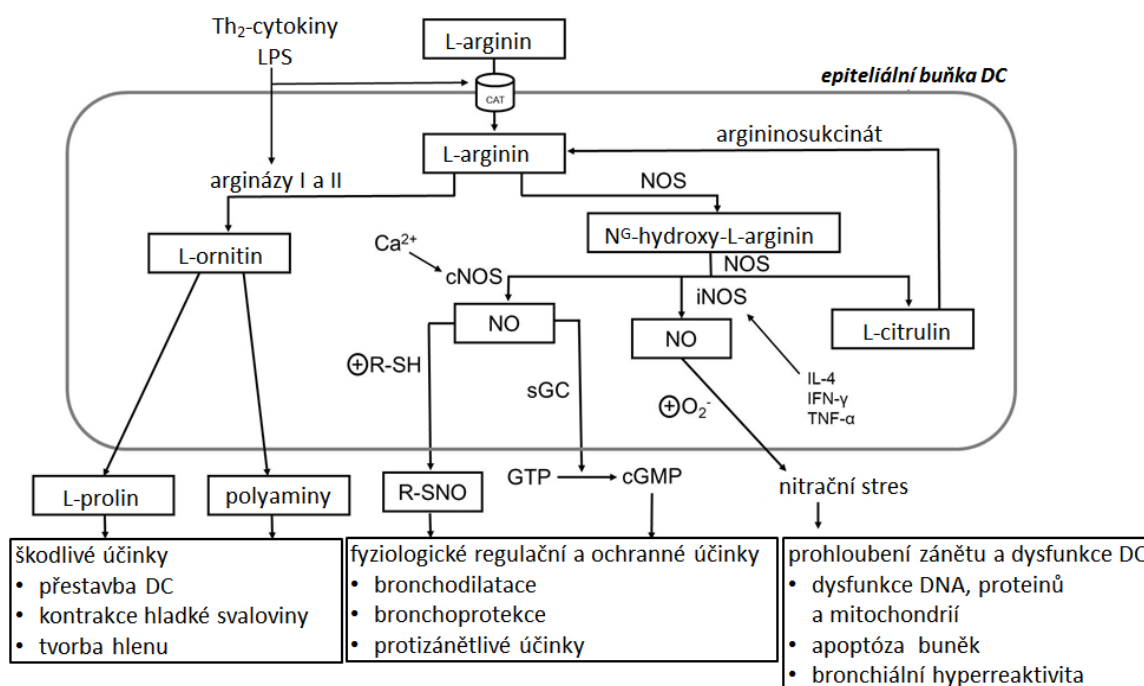 Th₂-cytokiny
LPS
L-arginin
epiteliální buňka DC
CAT
L-arginin
argininosukcinát
arginázy I a II
NOS
Nᴳ-hydroxy-L-arginin
L-ornitin
Ca²⁺
cNOS
NOS
iNOS
NO
NO
L-citrulin
⊕R-SH
sGC
⊕O₂⁻
IL-4
IFN-γ
TNF-α
L-prolin
polyaminy
R-SNO
GTP
cGMP
nitrační stres
škodlivé účinky
• přestavba DC
• kontrakce hladké svaloviny
• tvorba hlenu
fyziologické regulační a ochranné účinky
• bronchodilatace
• bronchoprotekce
• protizánětlivé účinky
prohloubení zánětu a dysfunkce DC
• dysfunkce DNA, proteinů
a mitochondrií
• apoptóza buněk
• bronchiální hyperreaktivita